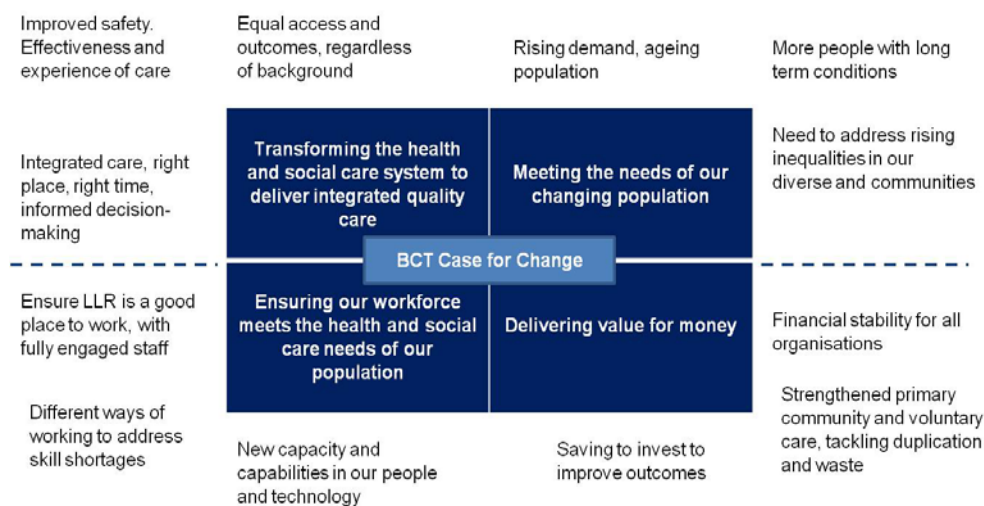 Improved safety.
Effectiveness and
experience of care
Equal access and
outcomes, regardless
of background
Rising demand, ageing
population
More people with long
term conditions
Integrated care, right
place, right time,
informed decision-
making
Transforming the health
and social care system to
deliver integrated quality
care
Meeting the needs of our
changing population
Need to address rising
inequalities in our
diverse and communities
BCT Case for Change
Ensure LLR is a good
place to work, with
fully engaged staff
Ensuring our workforce
meets the health and social
care needs of our
population
Delivering value for money
Financial stability for all
organisations
Different ways of
working to address
skill shortages
New capacity and
capabilities in our people
and technology
Saving to invest to
improve outcomes
Strengthened primary
community and voluntary
care, tackling duplication
and waste